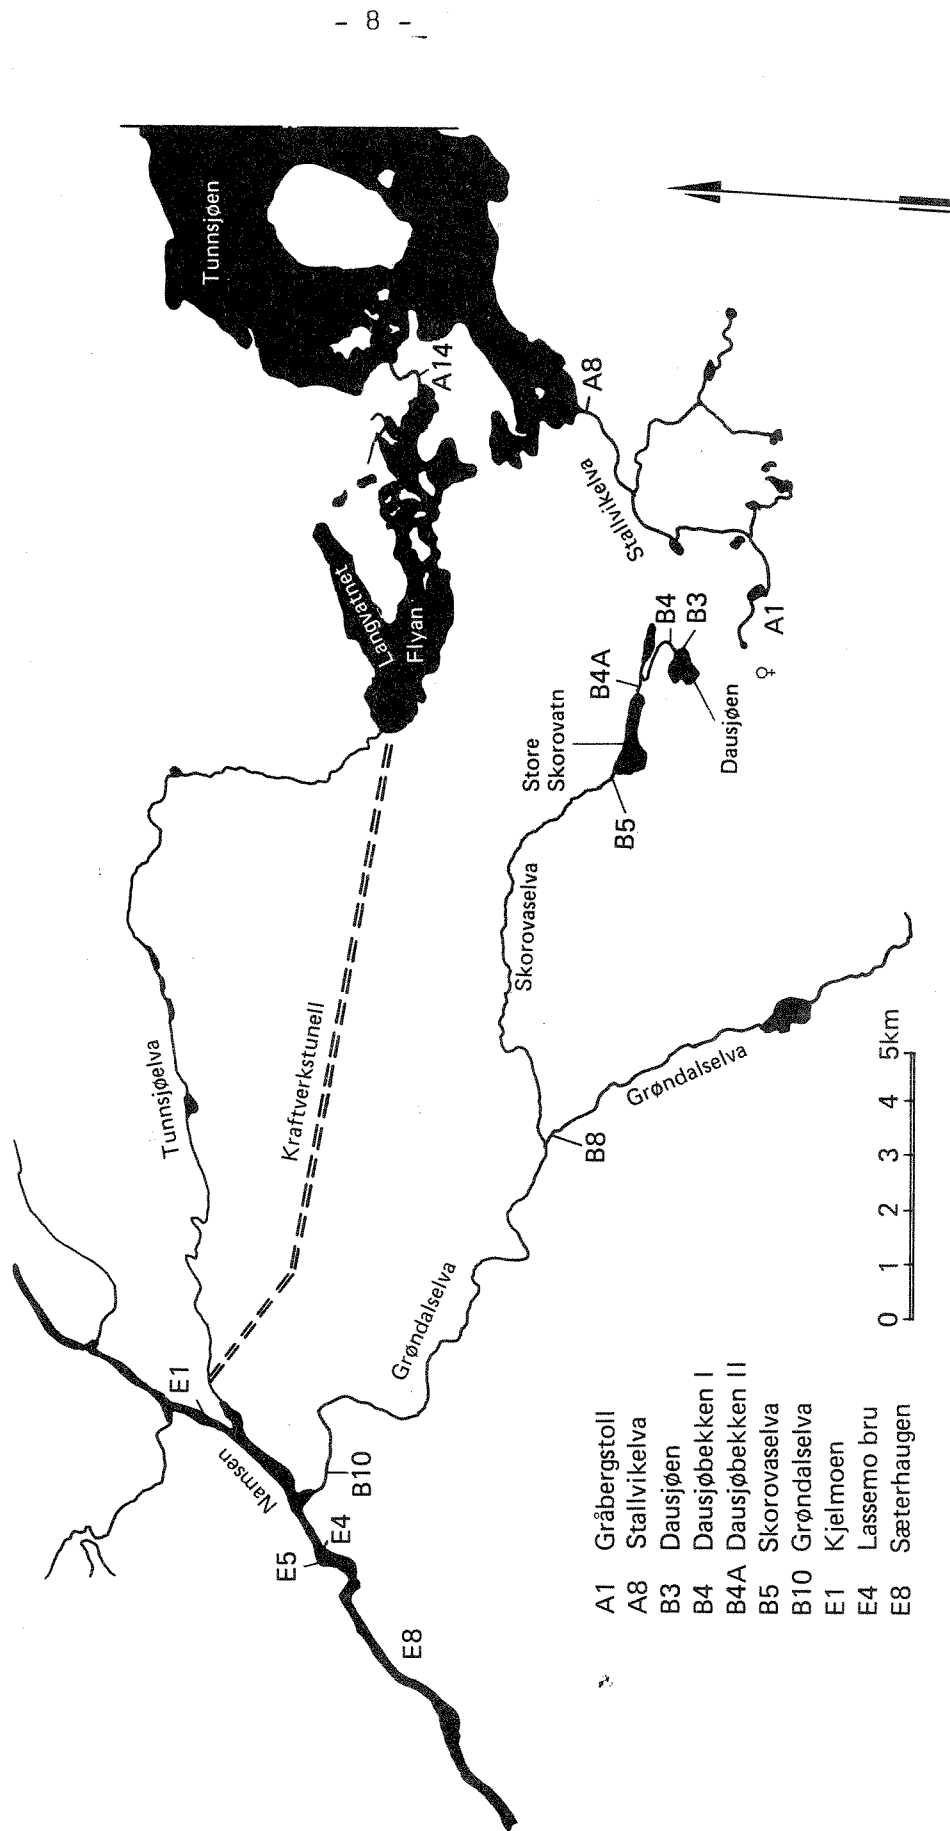 - 8 -
Tunnsjøen
A14
A8
Langvatnet
Flyan
Stallvikelva
A1
B4
B3
B4A
Dausjøen
Store
Skorovatn
B5
Skorovaselva
Tunnsjøelva
Kraftverkstunell
Grøndalselva
B8
Grøndalselva
E1
Namsen
B10
E4
E5
E8
0 1 2 3 4 5km
A1 Gråbergstoll
A8 Stallvikelva
B3 Dausjøen
B4 Dausjøbekken I
B4A Dausjøbekken II
B5 Skorovaselva
B10 Grøndalselva
E1 Kjelmoen
E4 Lassemo bru
E8 Sæterhaugen